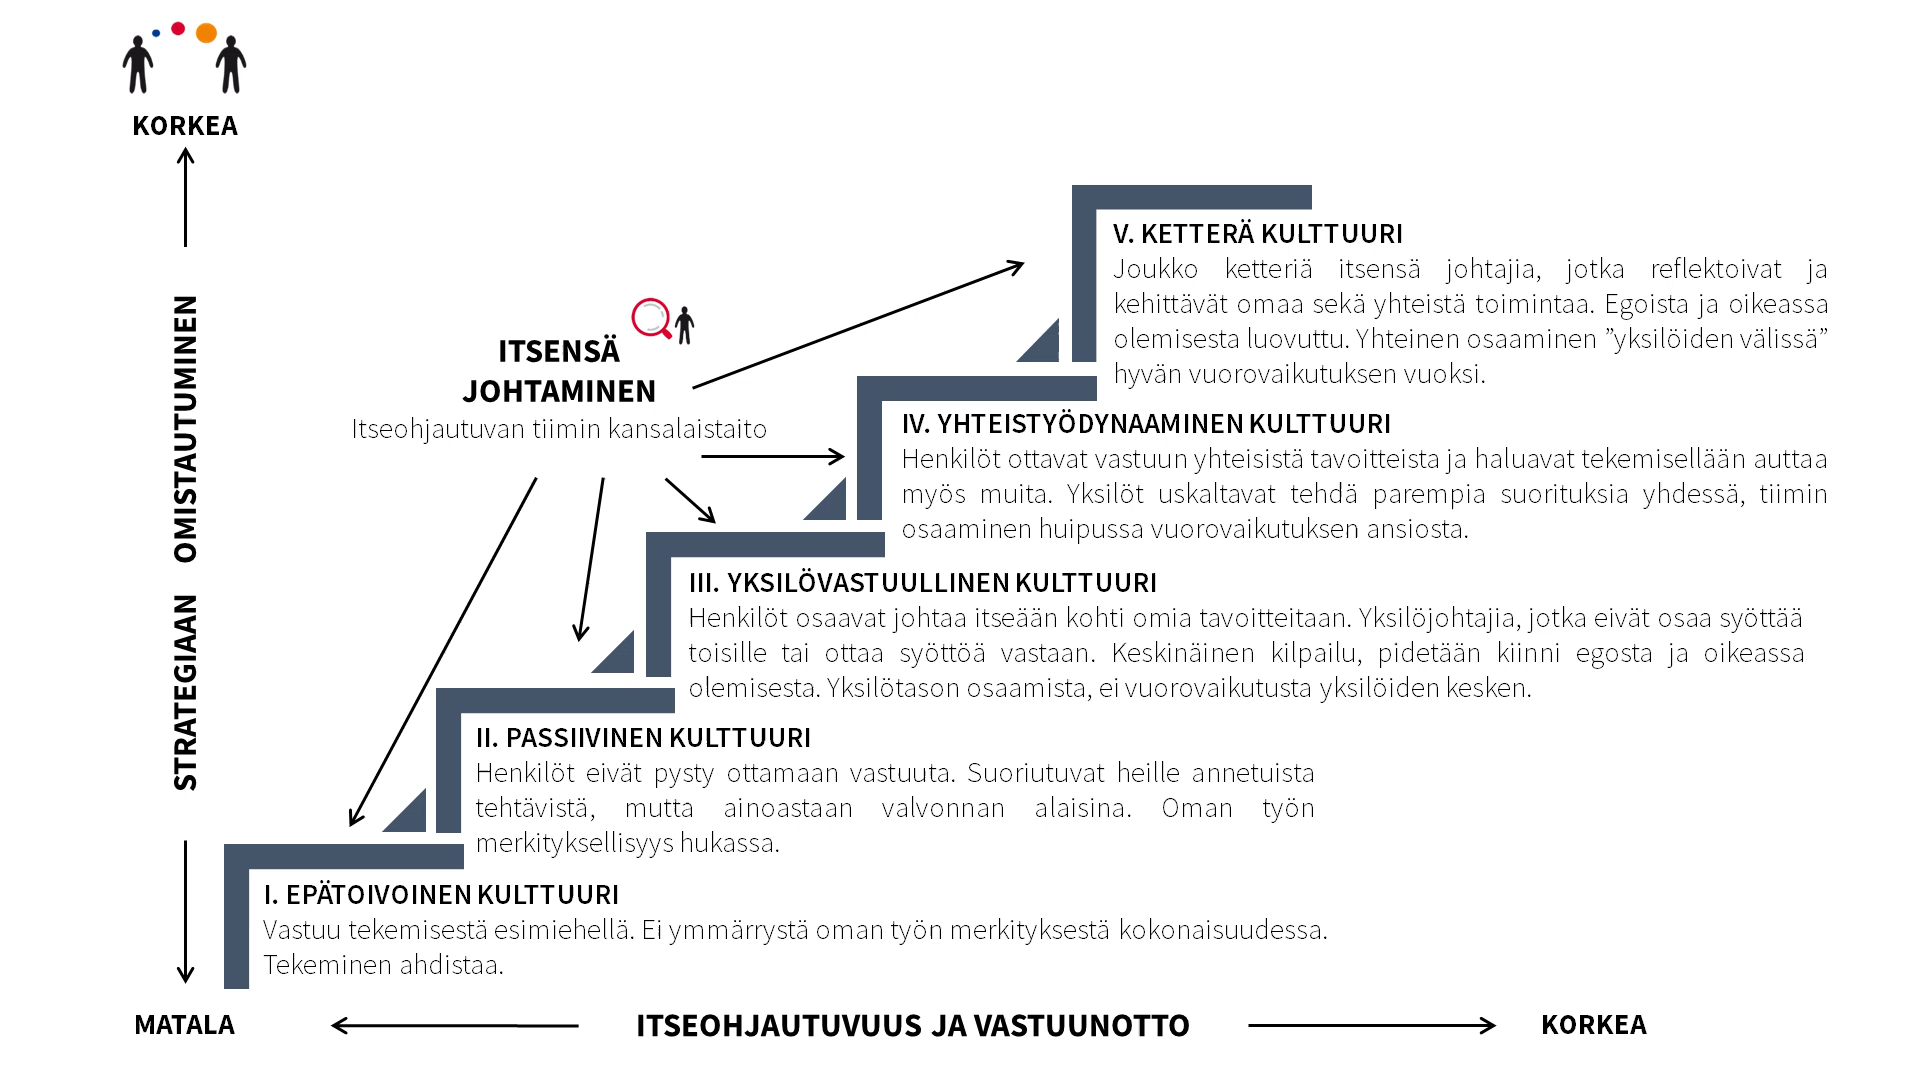 KORKEA
STRATEGIAAN OMISTAUTUMINEN
MATALA
ITSENSÄ
JOHTAMINEN
Itseohjautuvan tiimin kansalaistaito
V. KETTERÄ KULTTUURI
Joukko ketteriä itsensä johtajia, jotka reflektoivat ja
kehittävät omaa sekä yhteistä toimintaa. Egoista ja oikeassa
olemisesta luovuttu. Yhteinen osaaminen ”yksilöiden välissä”
hyvän vuorovaikutuksen vuoksi.
IV. YHTEISTYÖDYNAAMINEN KULTTUURI
Henkilöt ottavat vastuun yhteisistä tavoitteista ja haluavat tekemisellään auttaa
myös muita. Yksilöt uskaltavat tehdä parempia suorituksia yhdessä, tiimin
osaaminen huipussa vuorovaikutuksen ansiosta.
III. YKSILÖVASTUULLINEN KULTTUURI
Henkilöt osaavat johtaa itseään kohti omia tavoitteitaan. Yksilöjohtajia, jotka eivät osaa syöttää
toisille tai ottaa syöttöä vastaan. Keskinäinen kilpailu, pidetään kiinni egosta ja oikeassa
olemisesta. Yksilötason osaamista, ei vuorovaikutusta yksilöiden kesken.
II. PASSIIVINEN KULTTUURI
Henkilöt eivät pysty ottamaan vastuuta. Suoriutuvat heille annetuista
tehtävistä, mutta ainoastaan valvonnan alaisina. Oman työn
merkityksellisyys hukassa.
I. EPÄTOIVOINEN KULTTUURI
Vastuu tekemisestä esimiehellä. Ei ymmärrystä oman työn merkityksestä kokonaisuudessa.
Tekeminen ahdistaa.
ITSEOHJAUTUVUUS JA VASTUUNOTTO
KORKEA